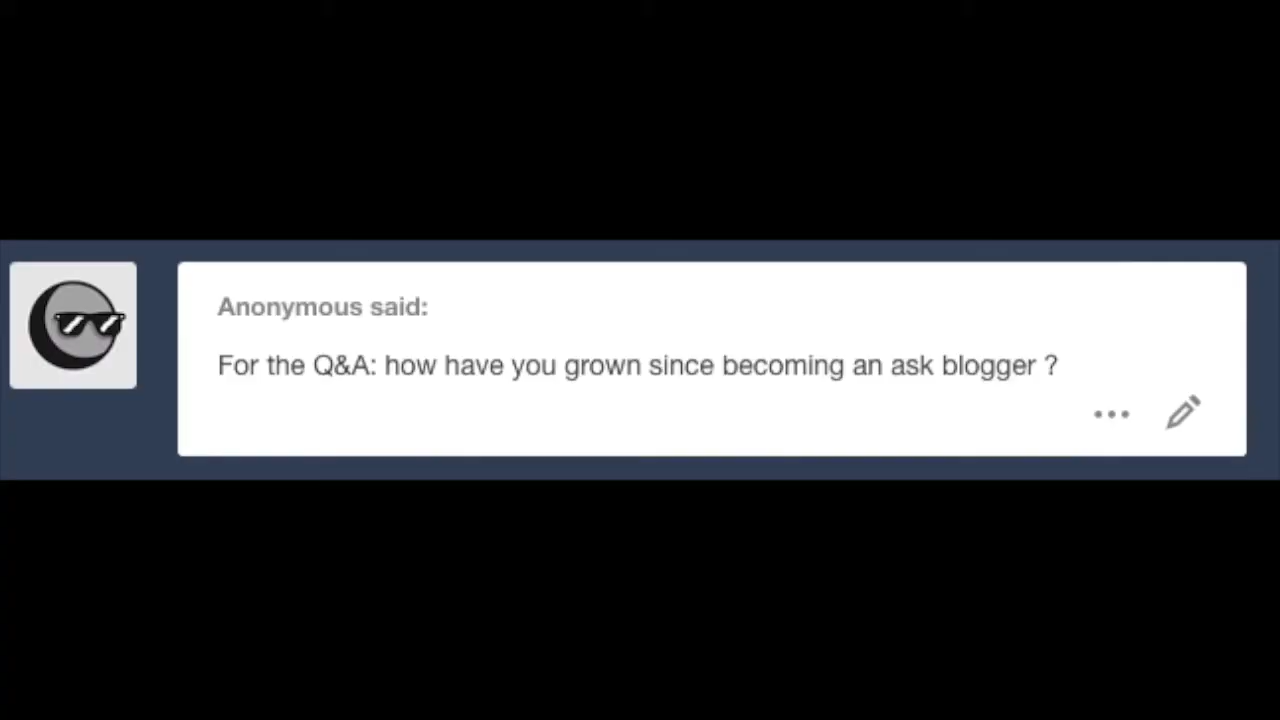 Anonymous said:
For the Q&A: how have you grown since becoming an ask blogger ?